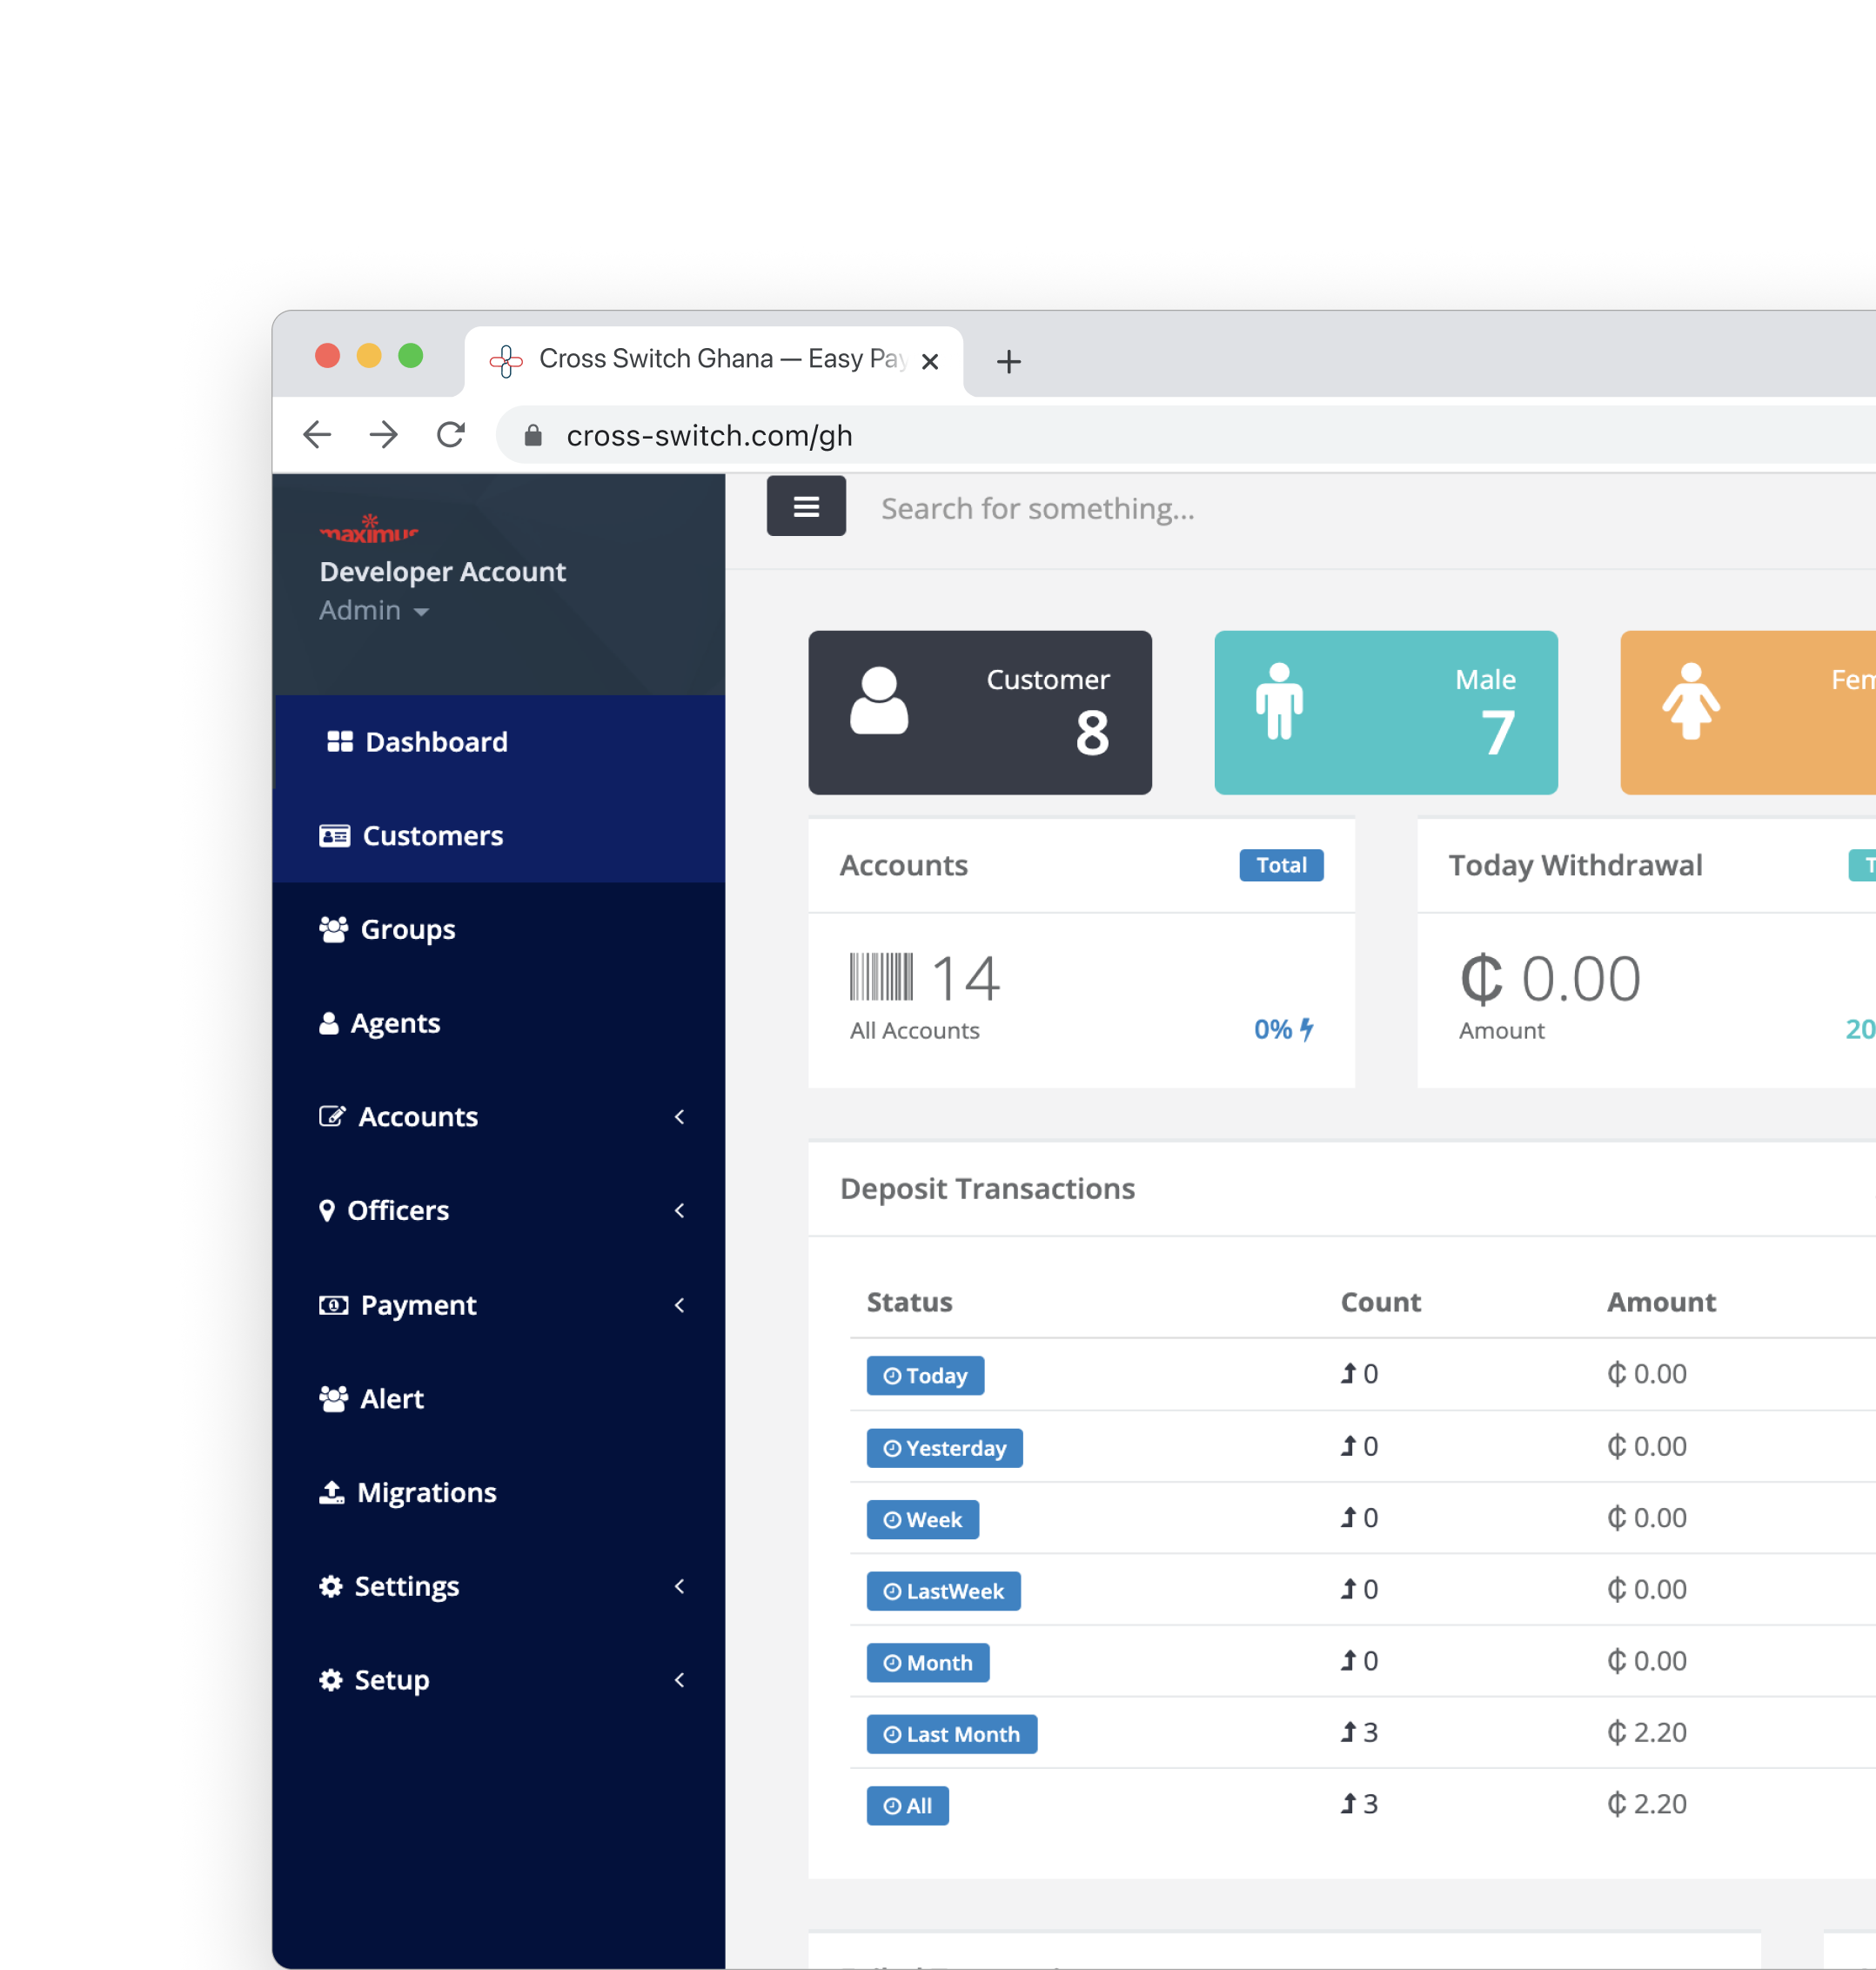 Cross Switch Ghana — Easy Pay
cross-switch.com/gh
maximus
Developer Account
Admin
Search for something...
Dashboard
Customers
Groups
Agents
Accounts
Officers
Payment
Alert
Migrations
Settings
Setup
Customer
8
Male
7
Fem
Accounts
Total
14
All Accounts
0%
Today Withdrawal
T
₵ 0.00
Amount
20
Deposit Transactions
Status Count Amount
Today 0 ₵ 0.00
Yesterday 0 ₵ 0.00
Week 0 ₵ 0.00
LastWeek 0 ₵ 0.00
Month 0 ₵ 0.00
Last Month 3 ₵ 2.20
All 3 ₵ 2.20